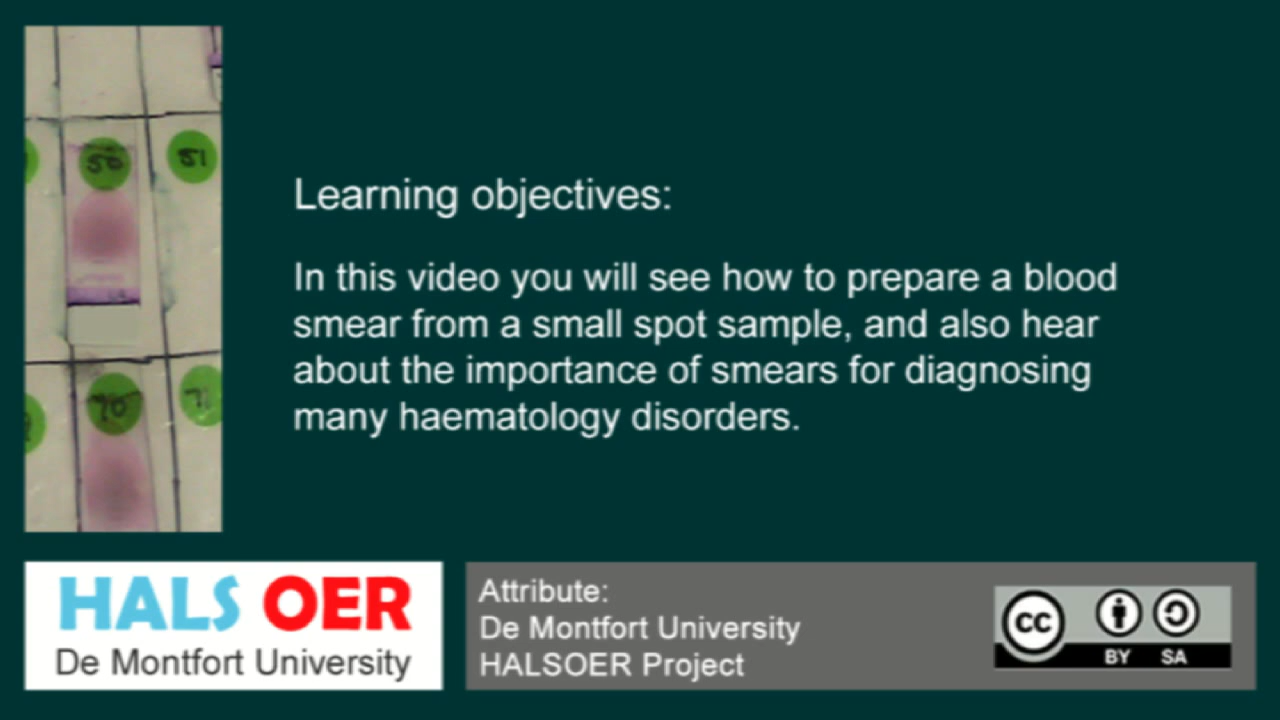 50
51
70
71
Learning objectives:
In this video you will see how to prepare a blood
smear from a small spot sample, and also hear
about the importance of smears for diagnosing
many haematology disorders.
HALS OER
De Montfort University
Attribute:
De Montfort University
HALSOER Project
cc
BY SA